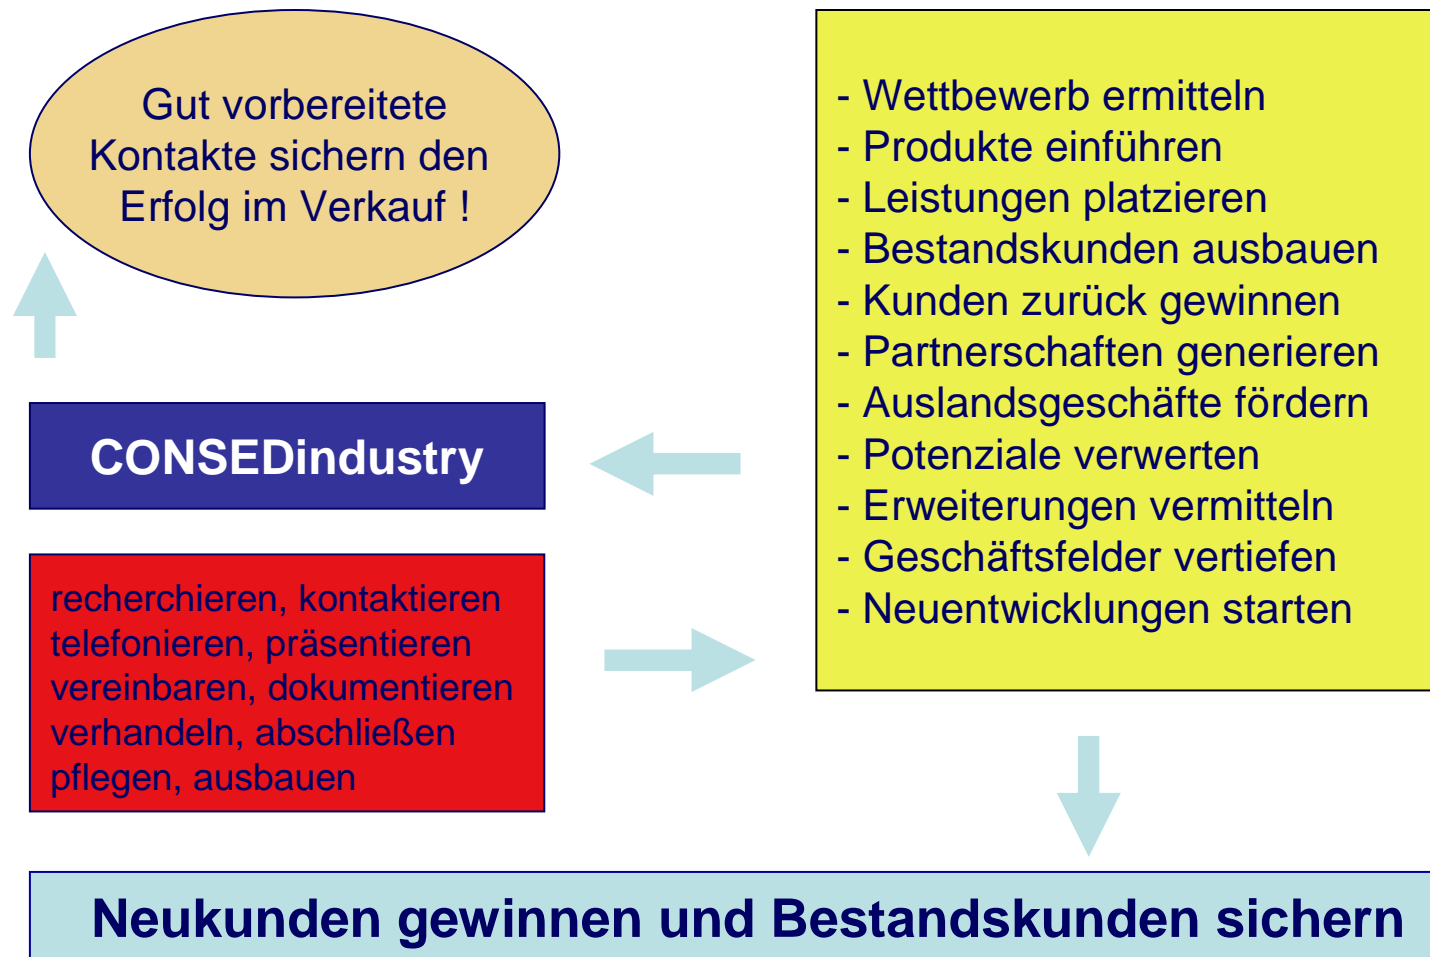 Gut vorbereitete
Kontakte sichern den
Erfolg im Verkauf !
CONSEDindustry
recherchieren, kontaktieren
telefonieren, präsentieren
vereinbaren, dokumentieren
verhandeln, abschließen
pflegen, ausbauen
- Wettbewerb ermitteln
- Produkte einführen
- Leistungen platzieren
- Bestandskunden ausbauen
- Kunden zurück gewinnen
- Partnerschaften generieren
- Auslandsgeschäfte fördern
- Potenziale verwerten
- Erweiterungen vermitteln
- Geschäftsfelder vertiefen
- Neuentwicklungen starten
Neukunden gewinnen und Bestandskunden sichern